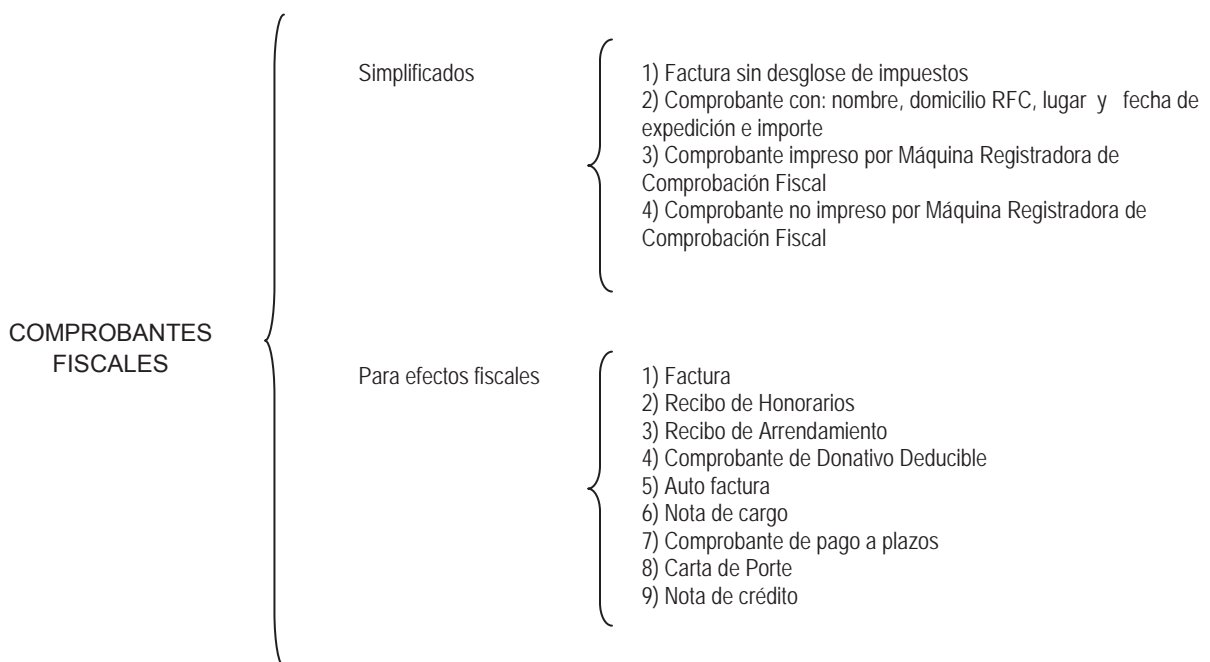 COMPROBANTES
FISCALES
Simplificados
1) Factura sin desglose de impuestos
2) Comprobante con: nombre, domicilio RFC, lugar y fecha de
expedición e importe
3) Comprobante impreso por Máquina Registradora de
Comprobación Fiscal
4) Comprobante no impreso por Máquina Registradora de
Comprobación Fiscal
Para efectos fiscales
1) Factura
2) Recibo de Honorarios
3) Recibo de Arrendamiento
4) Comprobante de Donativo Deducible
5) Auto factura
6) Nota de cargo
7) Comprobante de pago a plazos
8) Carta de Porte
9) Nota de crédito